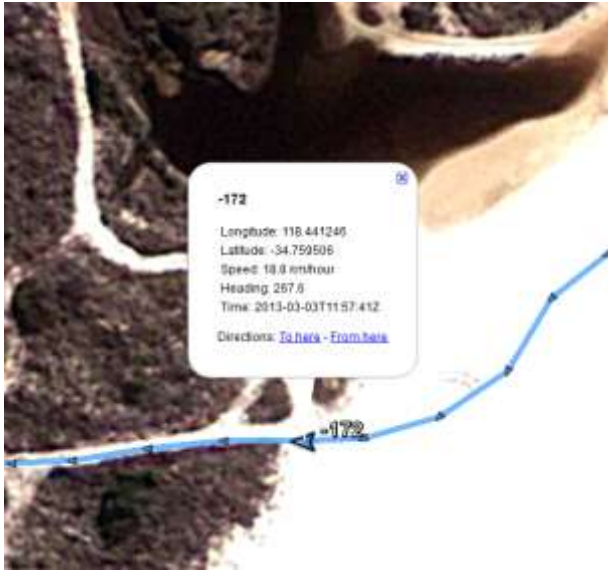 -172
Longitude: 118.441246
Latitude: -34.759506
Speed: 18.8 nm/hour
Heading: 267.6
Time: 2013-03-03T11:57:41Z
Directions: To here - From here
-172